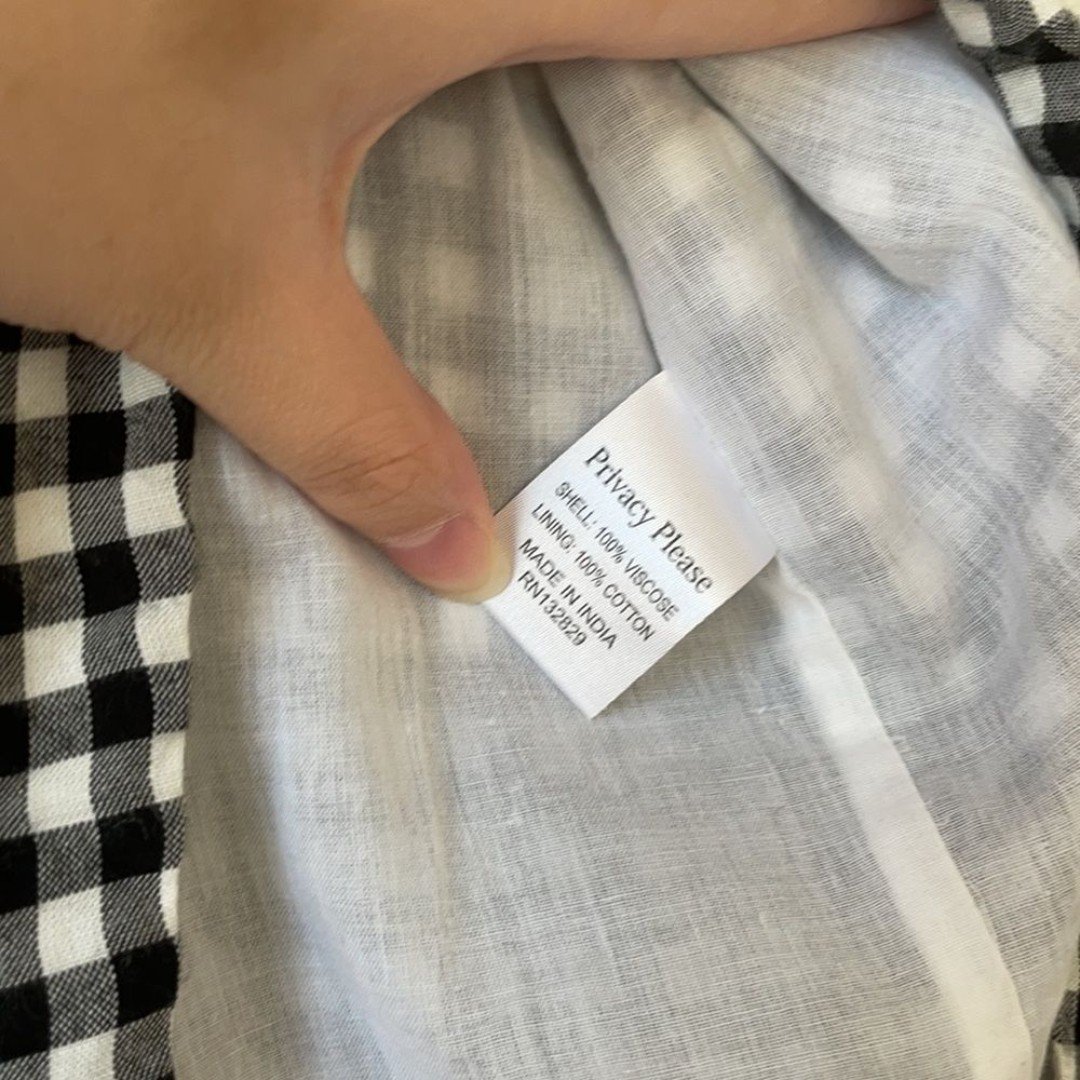 Privacy Please
SHELL: 100% VISCOSE
LINING: 100% COTTON
MADE IN INDIA
RN132829